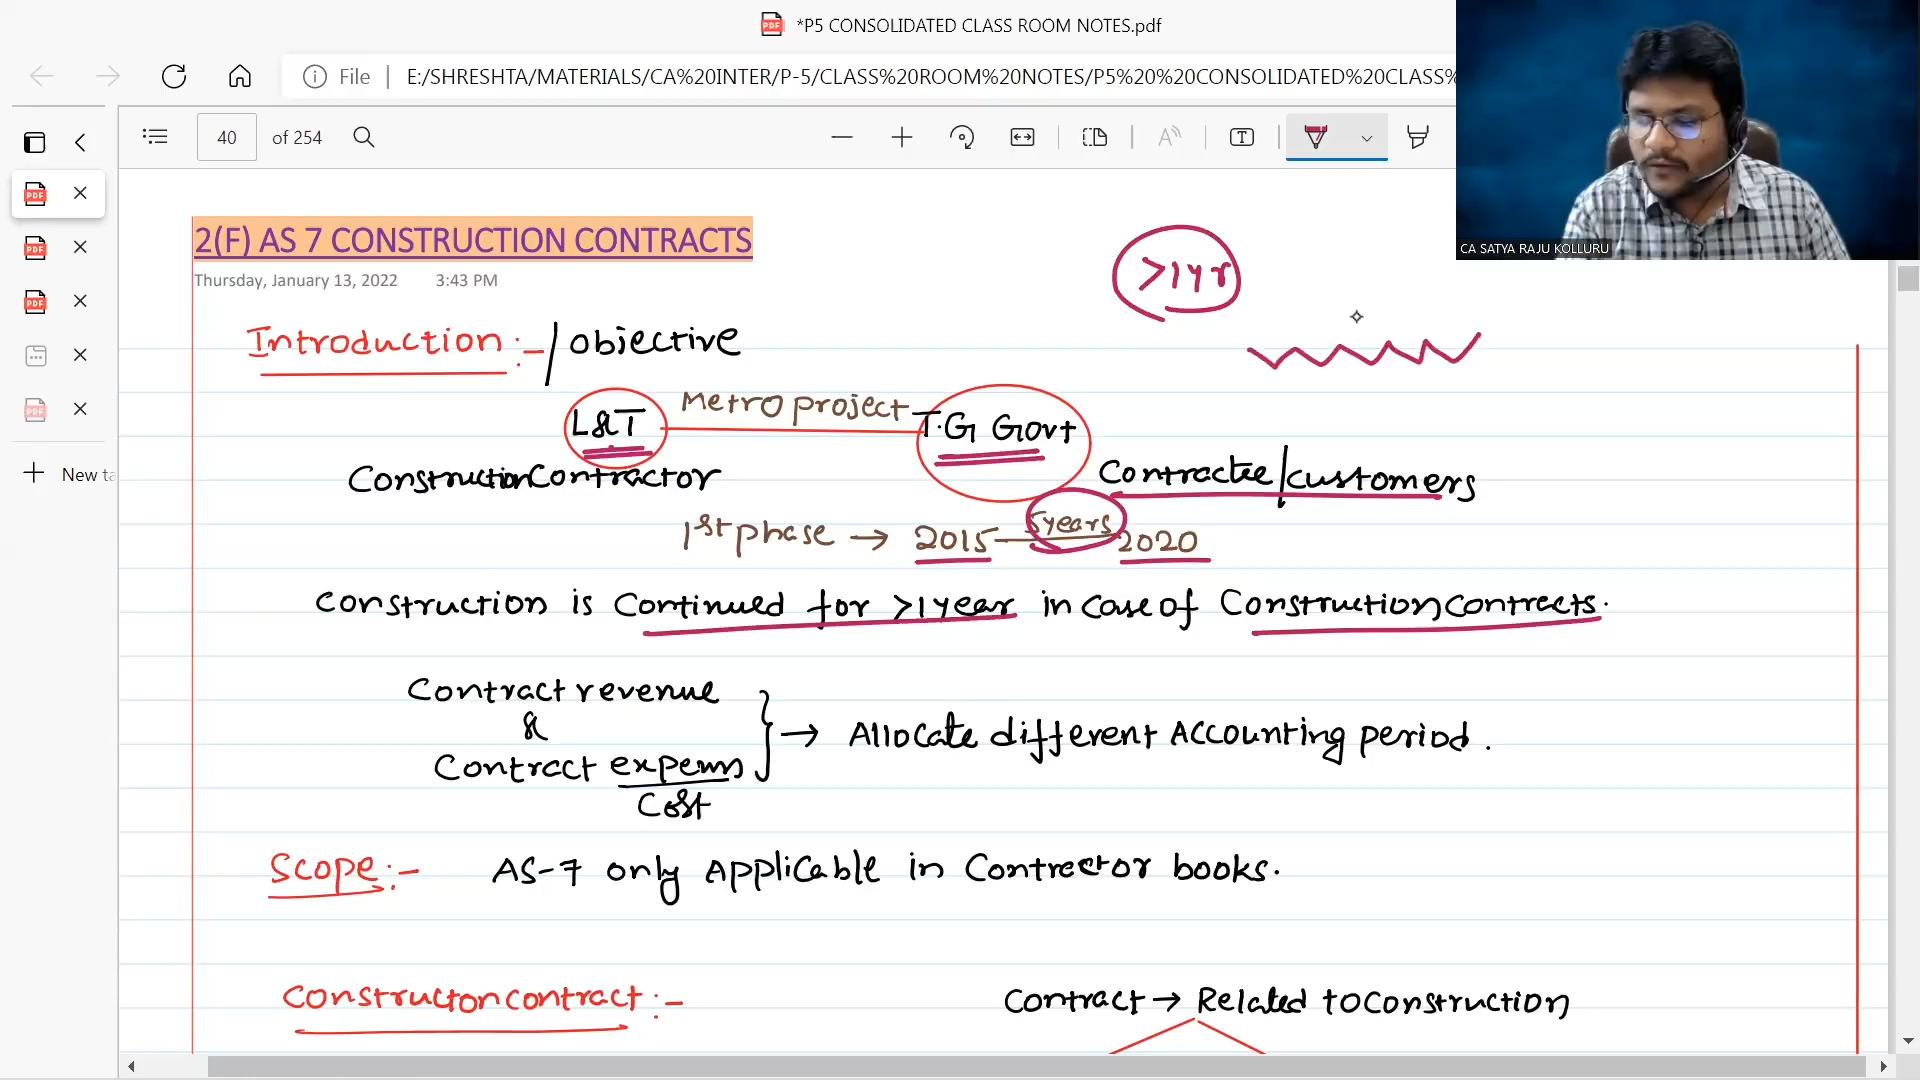 *P5 CONSOLIDATED CLASS ROOM NOTES.pdf
File
E:/SHRESHTA/MATERIALS/CA%20INTER/P-5/CLASS%20ROOM%20NOTES/P5%20%20CONSOLIDATED%20CLASS%
40 of 254
New ta
CA SATYA RAJU KOLLURU
2(F) AS 7 CONSTRUCTION CONTRACTS
Thursday, January 13, 2022 3:43 PM
>1yr
Introduction:- / objective
L&T Metro project T.G Govt
Construction Contractor Contractee/customers
1st phase → 2015 5years 2020
Construction is Continued for >1year in case of Construction contracts.
Contract revenue
&
Contract expenses
Cost
→ Allocate different Accounting period.
Scope:- AS-7 only Applicable in Contractor books.
Constructon contract:- Contract → Related to Construction